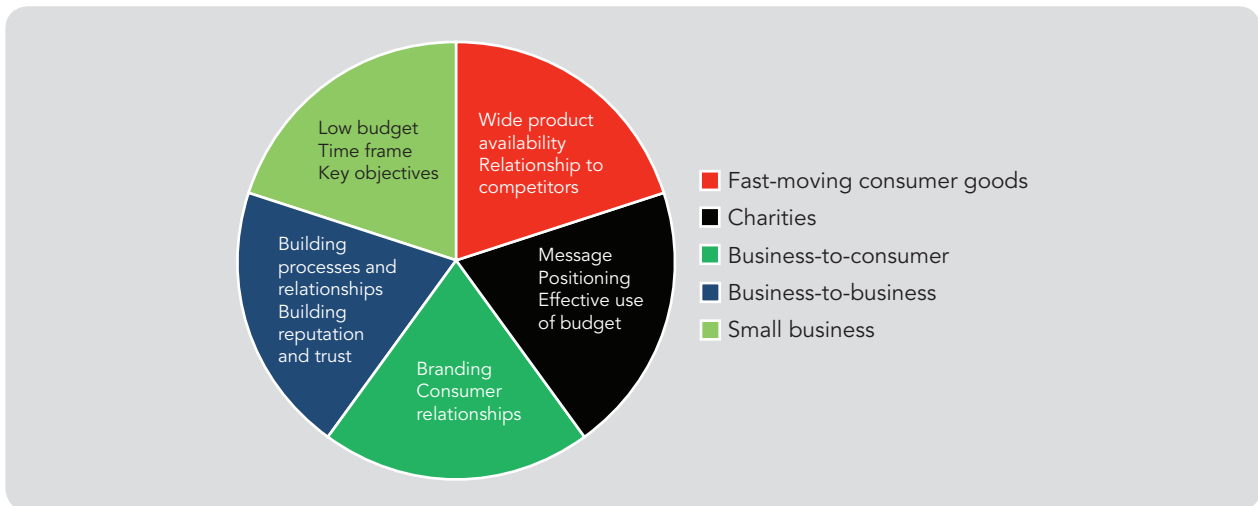 Low budget
Time frame
Key objectives
Wide product
availability
Relationship to
competitors
Building
processes and
relationships
Building
reputation
and trust
Message
Positioning
Effective use
of budget
Branding
Consumer
relationships
Fast-moving consumer goods
Charities
Business-to-consumer
Business-to-business
Small business